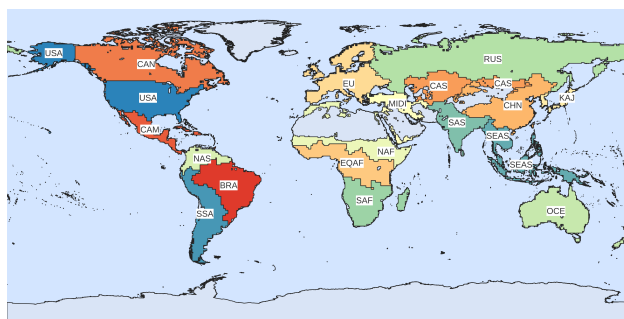 USA
CAN
RUS
EU
CAS
CAS
USA
MIDE
KAJ
CHN
CAM
SAS
SEAS
NAF
NAS
EQAF
SEAS
BRA
SAF
SSA
OCE